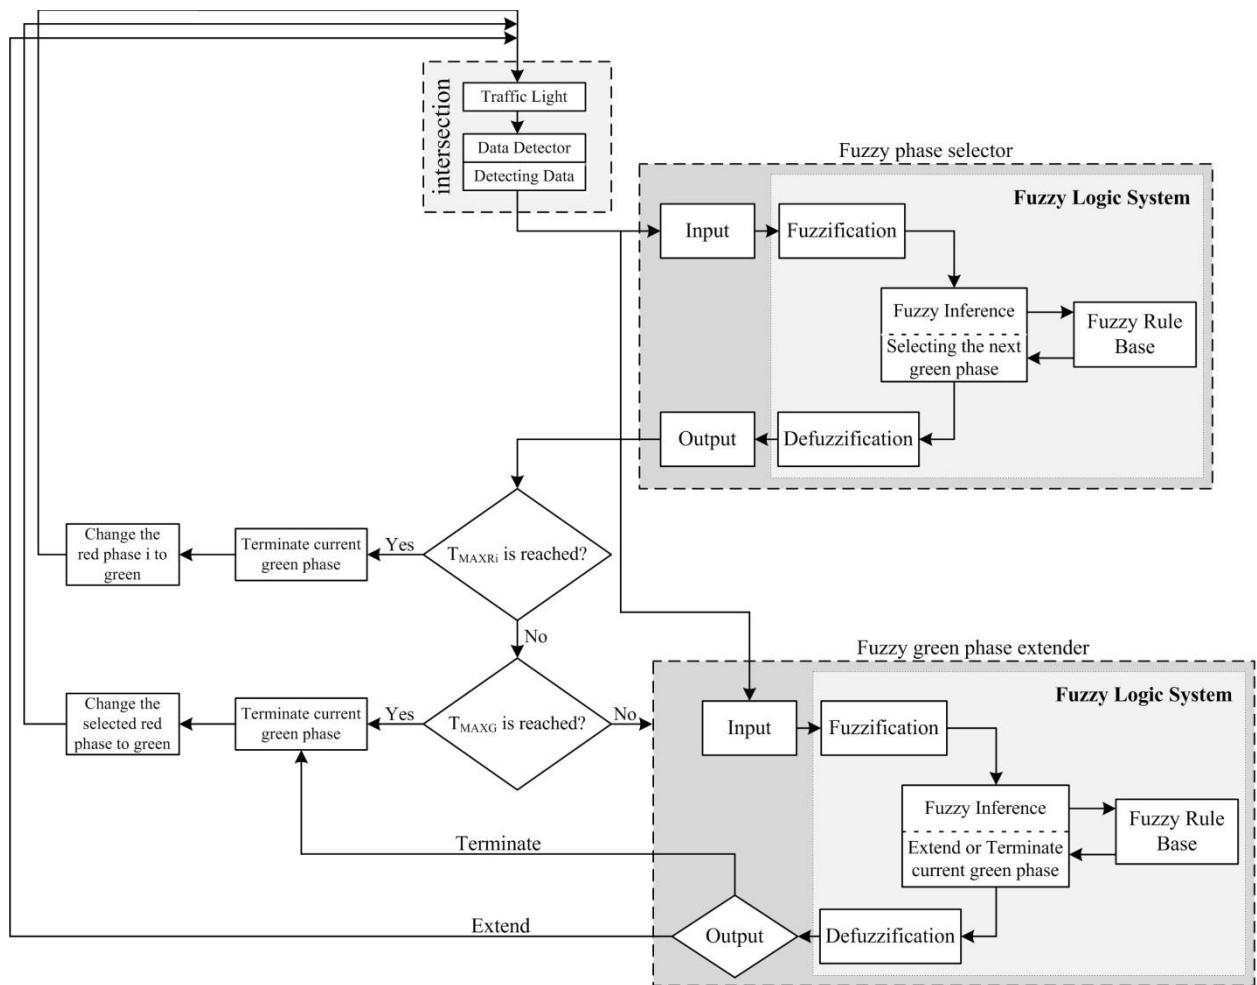 intersection
Traffic Light
Data Detector
Detecting Data
Fuzzy phase selector
Fuzzy Logic System
Input
Fuzzification
Fuzzy Inference
Selecting the next
green phase
Fuzzy Rule
Base
Output
Defuzzification
Change the
red phase i to
green
Terminate current
green phase
Yes
TMAXRi is reached?
No
Fuzzy green phase extender
Fuzzy Logic System
Change the
selected red
phase to green
Terminate current
green phase
Yes
TMAXG is reached?
No
Input
Fuzzification
Fuzzy Inference
Extend or Terminate
current green phase
Fuzzy Rule
Base
Terminate
Extend
Output
Defuzzification